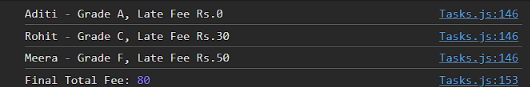 Aditi - Grade A, Late Fee Rs.0 Tasks.js:146
Rohit - Grade C, Late Fee Rs.30 Tasks.js:146
Meera - Grade F, Late Fee Rs.50 Tasks.js:146
Final Total Fee: 80 Tasks.js:153